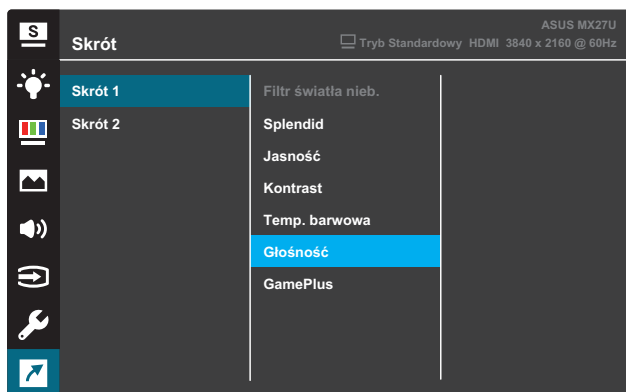 S
ASUS MX27U
Skrót
Tryb Standardowy HDMI 3840 x 2160 @ 60Hz
Skrót 1
Filtr światła nieb.
Skrót 2
Splendid
Jasność
Kontrast
Temp. barwowa
Głośność
GamePlus